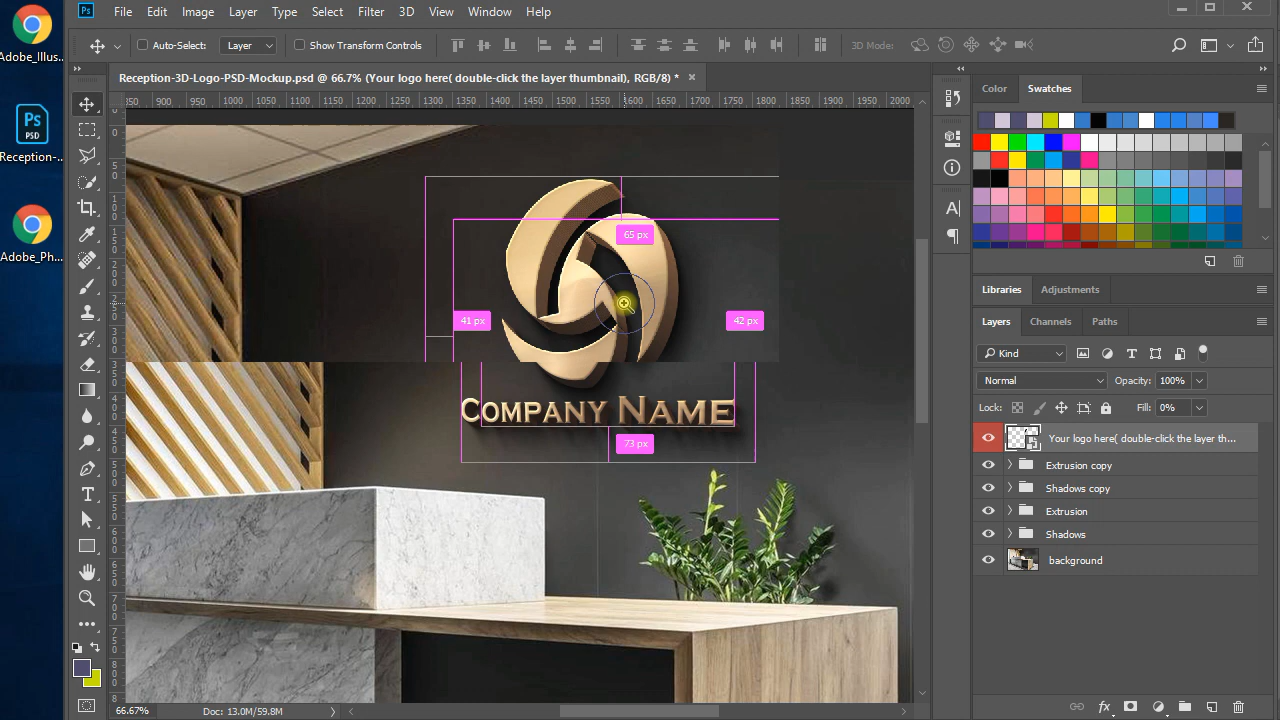 Ps File Edit Image Layer Type Select Filter 3D View Window Help
Auto-Select: Layer Show Transform Controls 3D Mode:
Adobe_Illus...
Reception-3D-Logo-PSD-Mockup.psd @ 66.7% (Your logo here( double-click the layer thumbnail), RGB/8) *
900 950 1000 1050 1100 1150 1200 1250 1300 1350 1400 1450 1500 1550 1600 1650 1700 1750 1800 1850 1900 1950 2000
Color Swatches
Ps
PSD
Reception-...
65 px
Adobe_Ph...
Libraries Adjustments
41 px 42 px
Layers Channels Paths
Kind
Normal Opacity: 100%
Lock: Fill: 0%
COMPANY NAME
Your logo here( double-click the layer th...
73 px
Extrusion copy
Shadows copy
Extrusion
Shadows
background
66.67% Doc: 13.0M/59.8M